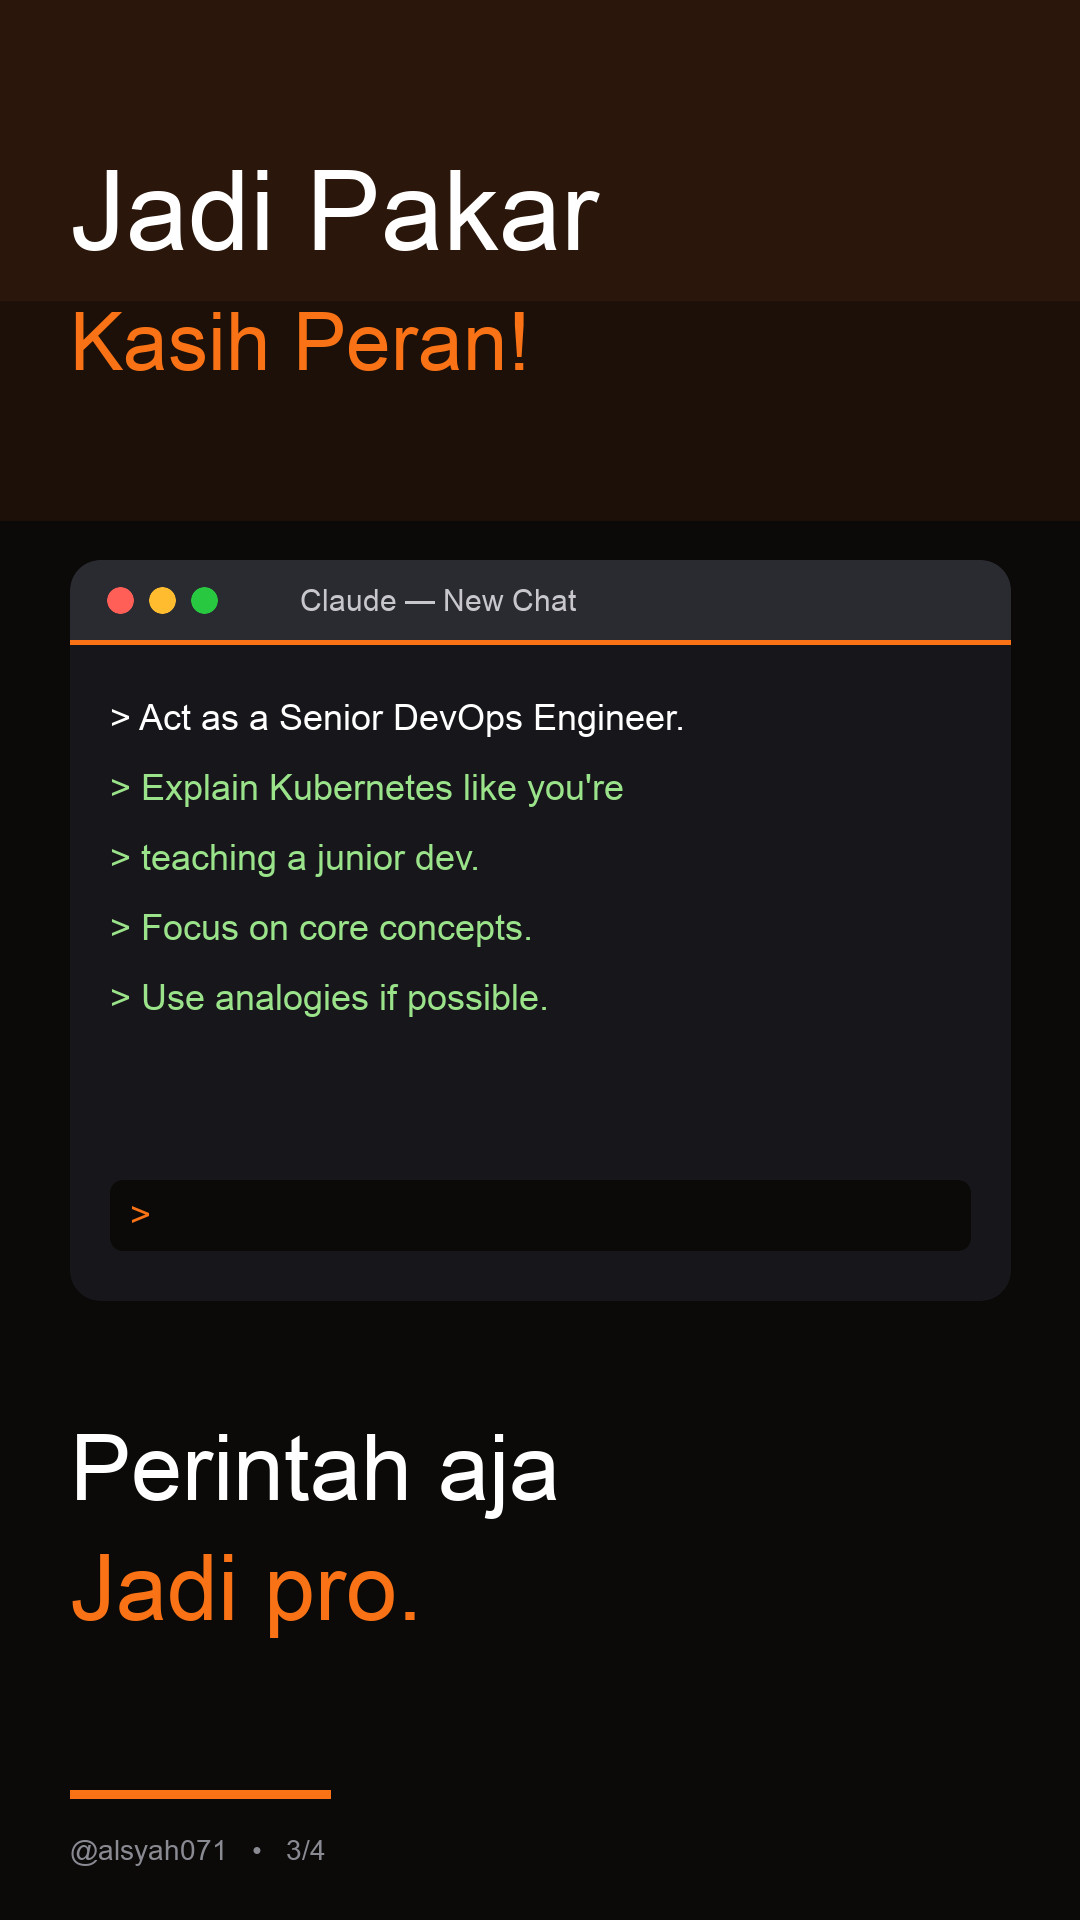 Jadi Pakar
Kasih Peran!
Claude — New Chat
> Act as a Senior DevOps Engineer.
> Explain Kubernetes like you're
> teaching a junior dev.
> Focus on core concepts.
> Use analogies if possible.
>
Perintah aja
Jadi pro.
@alsyah071 • 3/4